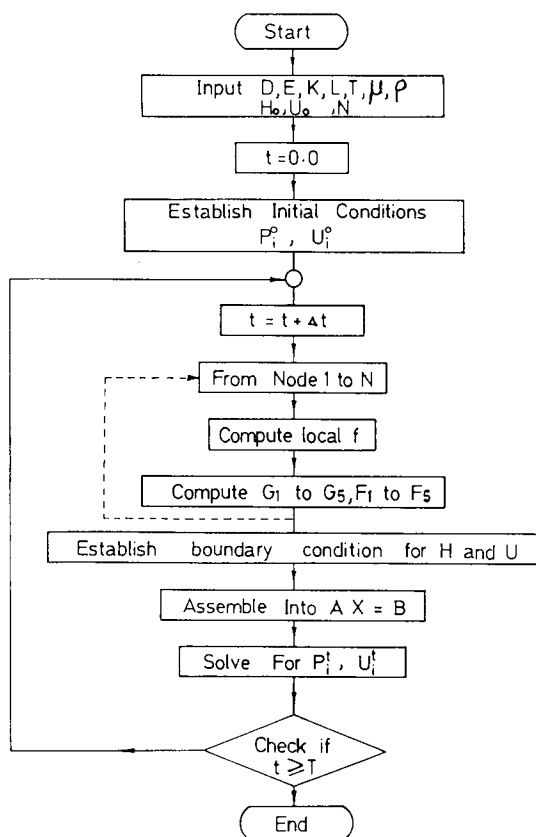 Start
Input D,E,K,L,T,μ,ρ
H₀,U₀ ,N
t=0·0
Establish Initial Conditions
Pᵢ⁰ , Uᵢ⁰
t = t + Δt
From Node 1 to N
Compute local f
Compute G₁ to G₅,F₁ to F₅
Establish boundary condition for H and U
Assemble Into A X = B
Solve For Pᵢᵗ , Uᵢᵗ
Check if
t ⩾ T
End